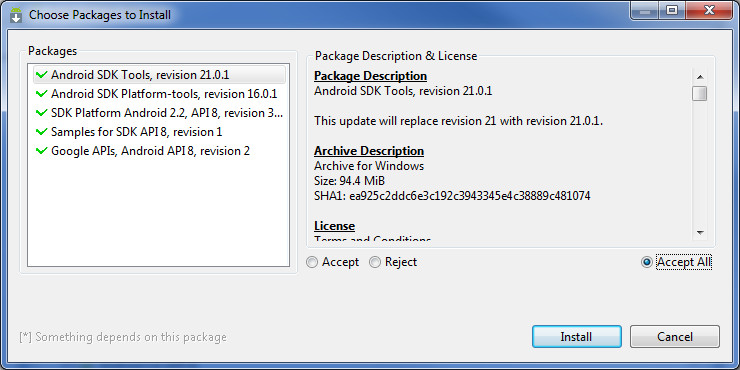 Choose Packages to Install
Packages
Android SDK Tools, revision 21.0.1
Android SDK Platform-tools, revision 16.0.1
SDK Platform Android 2.2, API 8, revision 3...
Samples for SDK API 8, revision 1
Google APIs, Android API 8, revision 2
Package Description & License
Package Description
Android SDK Tools, revision 21.0.1
This update will replace revision 21 with revision 21.0.1.
Archive Description
Archive for Windows
Size: 94.4 MiB
SHA1: ea925c2ddc6e3c192c3943345e4c38889c481074
License
Terms and Conditions
Accept
Reject
Accept All
[*] Something depends on this package
Install
Cancel